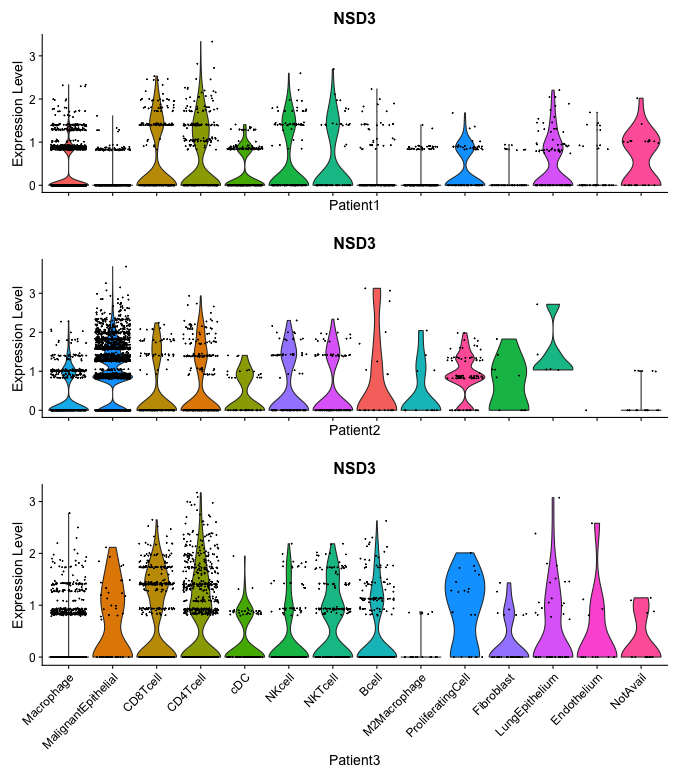 NSD3
Expression Level
3
2
1
0
Patient1
NSD3
Expression Level
3
2
1
0
Patient2
NSD3
Expression Level
3
2
1
0
Macrophage
MalignantEpithelial
CD8Tcell
CD4Tcell
cDC
NKcell
NKTcell
Bcell
M2Macrophage
ProliferatingCell
Fibroblast
LungEpithelium
Endothelium
NotAvail
Patient3